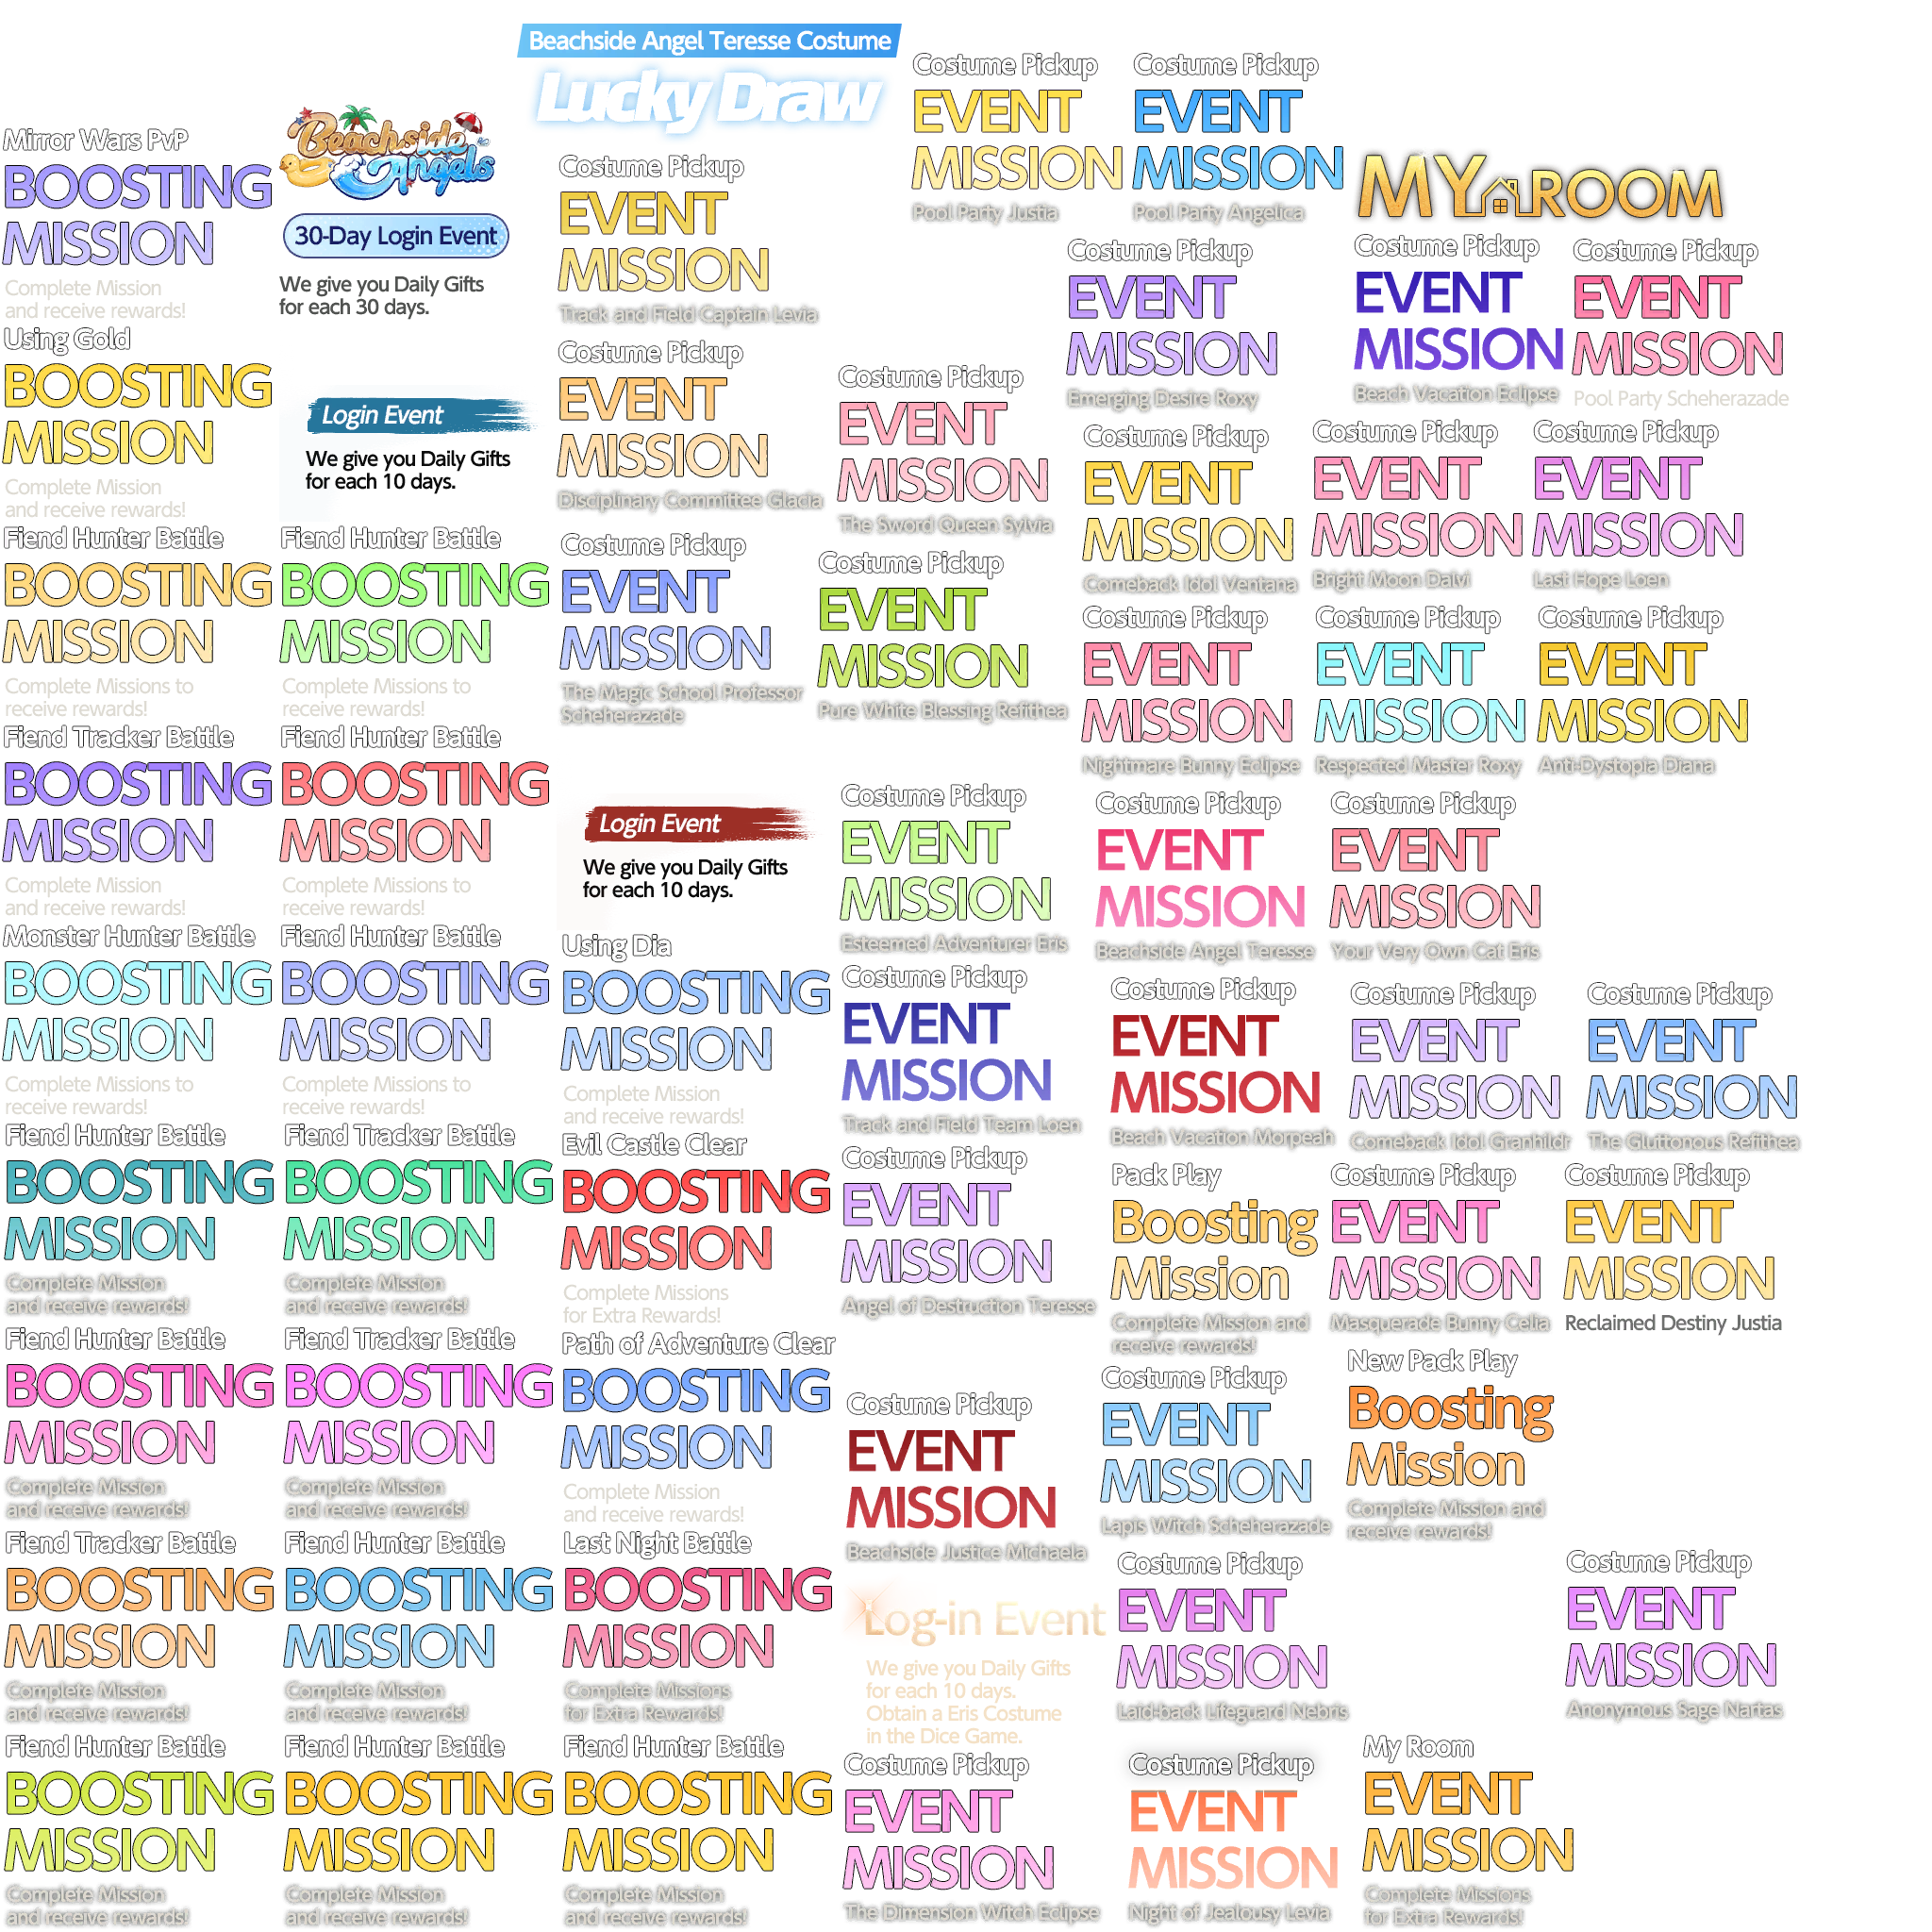 Mirror Wars PvP
BOOSTING
MISSION
Complete Mission
and receive rewards!
Using Gold
BOOSTING
MISSION
Complete Mission
and receive rewards!
Fiend Hunter Battle
BOOSTING
MISSION
Complete Missions to
receive rewards!
Fiend Tracker Battle
BOOSTING
MISSION
Complete Mission
and receive rewards!
Monster Hunter Battle
BOOSTING
MISSION
Complete Missions to
receive rewards!
Fiend Hunter Battle
BOOSTING
MISSION
Complete Mission
and receive rewards!
Fiend Hunter Battle
BOOSTING
MISSION
Complete Mission
and receive rewards!
Fiend Tracker Battle
BOOSTING
MISSION
Complete Mission
and receive rewards!
Fiend Hunter Battle
BOOSTING
MISSION
Complete Mission
and receive rewards!
Beachside
Angels
30-Day Login Event
We give you Daily Gifts
for each 30 days.
Login Event
We give you Daily Gifts
for each 10 days.
Fiend Hunter Battle
BOOSTING
MISSION
Complete Missions to
receive rewards!
Fiend Hunter Battle
BOOSTING
MISSION
Complete Missions to
receive rewards!
Fiend Hunter Battle
BOOSTING
MISSION
Complete Missions to
receive rewards!
Fiend Tracker Battle
BOOSTING
MISSION
Complete Mission
and receive rewards!
Fiend Tracker Battle
BOOSTING
MISSION
Complete Mission
and receive rewards!
Fiend Hunter Battle
BOOSTING
MISSION
Complete Mission
and receive rewards!
Fiend Hunter Battle
BOOSTING
MISSION
Complete Mission
and receive rewards!
Beachside Angel Teresse Costume
Lucky Draw
Costume Pickup
EVENT
MISSION
Track and Field Captain Levia
Costume Pickup
EVENT
MISSION
Disciplinary Committee Glacia
Costume Pickup
EVENT
MISSION
The Magic School Professor
Scheherazade
Login Event
We give you Daily Gifts
for each 10 days.
Using Dia
BOOSTING
MISSION
Complete Mission
and receive rewards!
Evil Castle Clear
BOOSTING
MISSION
Complete Missions
for Extra Rewards!
Path of Adventure Clear
BOOSTING
MISSION
Complete Mission
and receive rewards!
Last Night Battle
BOOSTING
MISSION
Complete Missions
for Extra Rewards!
Fiend Hunter Battle
BOOSTING
MISSION
Complete Mission
and receive rewards!
Costume Pickup
EVENT
MISSION
Pool Party Justia
Costume Pickup
EVENT
MISSION
Pool Party Angelica
MY ROOM
Costume Pickup
EVENT
MISSION
The Sword Queen Sylvia
Costume Pickup
EVENT
MISSION
Pure White Blessing Refithea
Costume Pickup
EVENT
MISSION
Esteemed Adventurer Eris
Costume Pickup
EVENT
MISSION
Track and Field Team Loen
Costume Pickup
EVENT
MISSION
Angel of Destruction Teresse
Costume Pickup
EVENT
MISSION
Beachside Justice Michaela
Log-in Event
We give you Daily Gifts
for each 10 days.
Obtain a Eris Costume
in the Dice Game.
Costume Pickup
EVENT
MISSION
The Dimension Witch Eclipse
Costume Pickup
EVENT
MISSION
Emerging Desire Roxy
Costume Pickup
EVENT
MISSION
Beach Vacation Eclipse
Costume Pickup
EVENT
MISSION
Pool Party Scheherazade
Costume Pickup
EVENT
MISSION
Comeback Idol Ventana
Costume Pickup
EVENT
MISSION
Bright Moon Dalvi
Costume Pickup
EVENT
MISSION
Last Hope Loen
Costume Pickup
EVENT
MISSION
Nightmare Bunny Eclipse
Costume Pickup
EVENT
MISSION
Respected Master Roxy
Costume Pickup
EVENT
MISSION
Anti-Dystopia Diana
Costume Pickup
EVENT
MISSION
Beachside Angel Teresse
Costume Pickup
EVENT
MISSION
Your Very Own Cat Eris
Costume Pickup
EVENT
MISSION
Beach Vacation Morpeah
Costume Pickup
EVENT
MISSION
Comeback Idol Granhildr
Costume Pickup
EVENT
MISSION
The Gluttonous Refithea
Pack Play
Boosting
Mission
Complete Mission and
receive rewards!
Costume Pickup
EVENT
MISSION
Masquerade Bunny Celia
Costume Pickup
EVENT
MISSION
Reclaimed Destiny Justia
Costume Pickup
EVENT
MISSION
Lapis Witch Scheherazade
New Pack Play
Boosting
Mission
Complete Mission and
receive rewards!
Costume Pickup
EVENT
MISSION
Laid-back Lifeguard Nebris
Costume Pickup
EVENT
MISSION
Anonymous Sage Nartas
Costume Pickup
EVENT
MISSION
Night of Jealousy Levia
My Room
EVENT
MISSION
Complete Missions
for Extra Rewards!